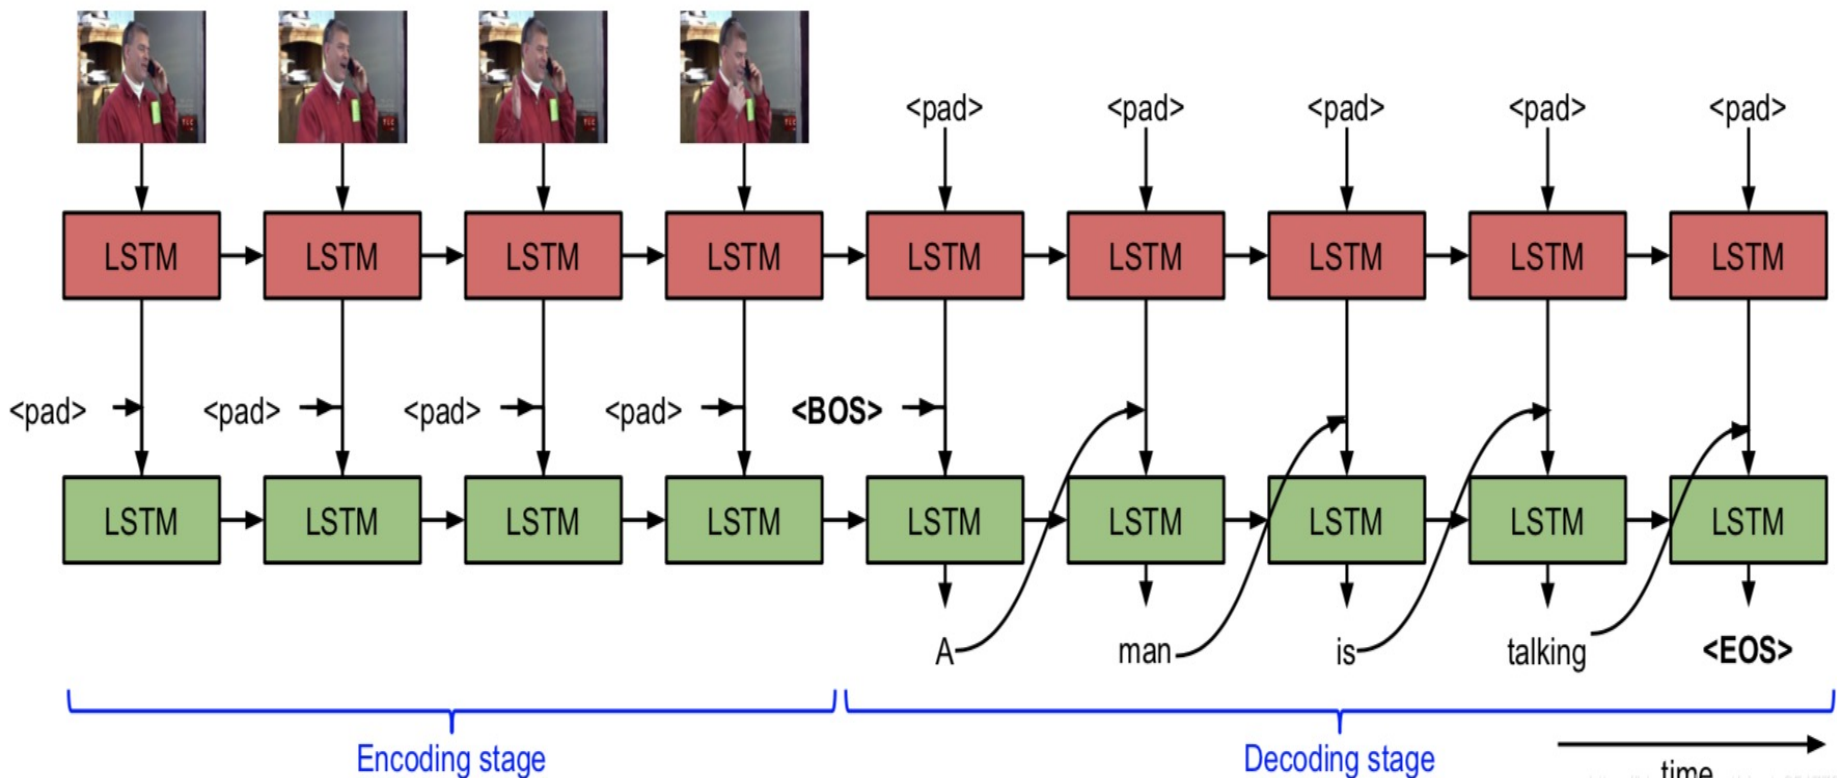 <pad> <pad> <pad> <pad> <pad>
LSTM LSTM LSTM LSTM LSTM LSTM LSTM LSTM LSTM
<pad> <pad> <pad> <pad> <BOS>
LSTM LSTM LSTM LSTM LSTM LSTM LSTM LSTM LSTM
A man is talking <EOS>
Encoding stage Decoding stage
time